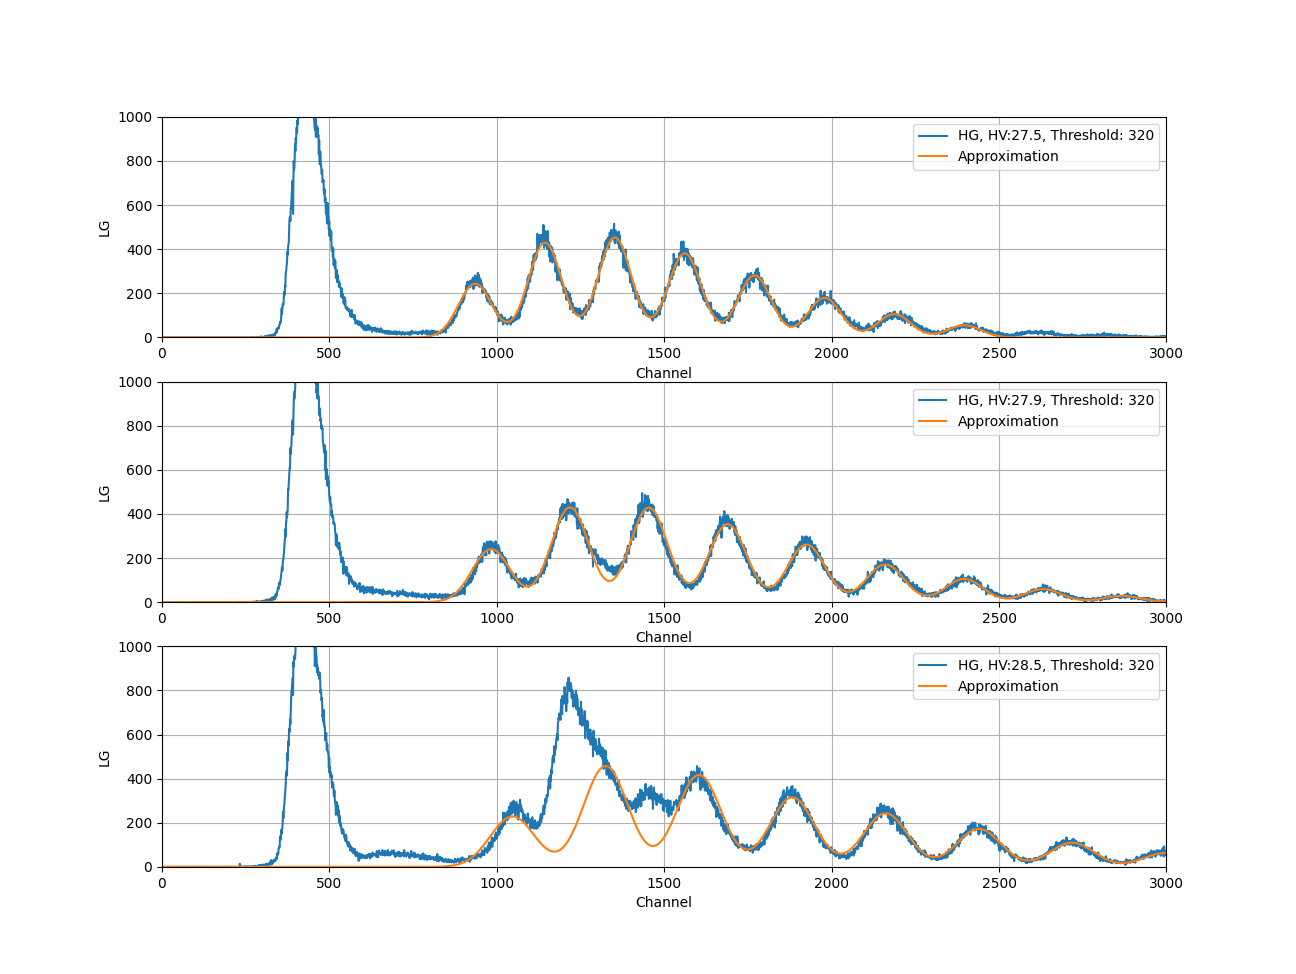 1000
800
600
400
200
0
LG
HG, HV:27.5, Threshold: 320
Approximation
0 500 1000 1500 2000 2500 3000
Channel
1000
800
600
400
200
0
LG
HG, HV:27.9, Threshold: 320
Approximation
0 500 1000 1500 2000 2500 3000
Channel
1000
800
600
400
200
0
LG
HG, HV:28.5, Threshold: 320
Approximation
0 500 1000 1500 2000 2500 3000
Channel